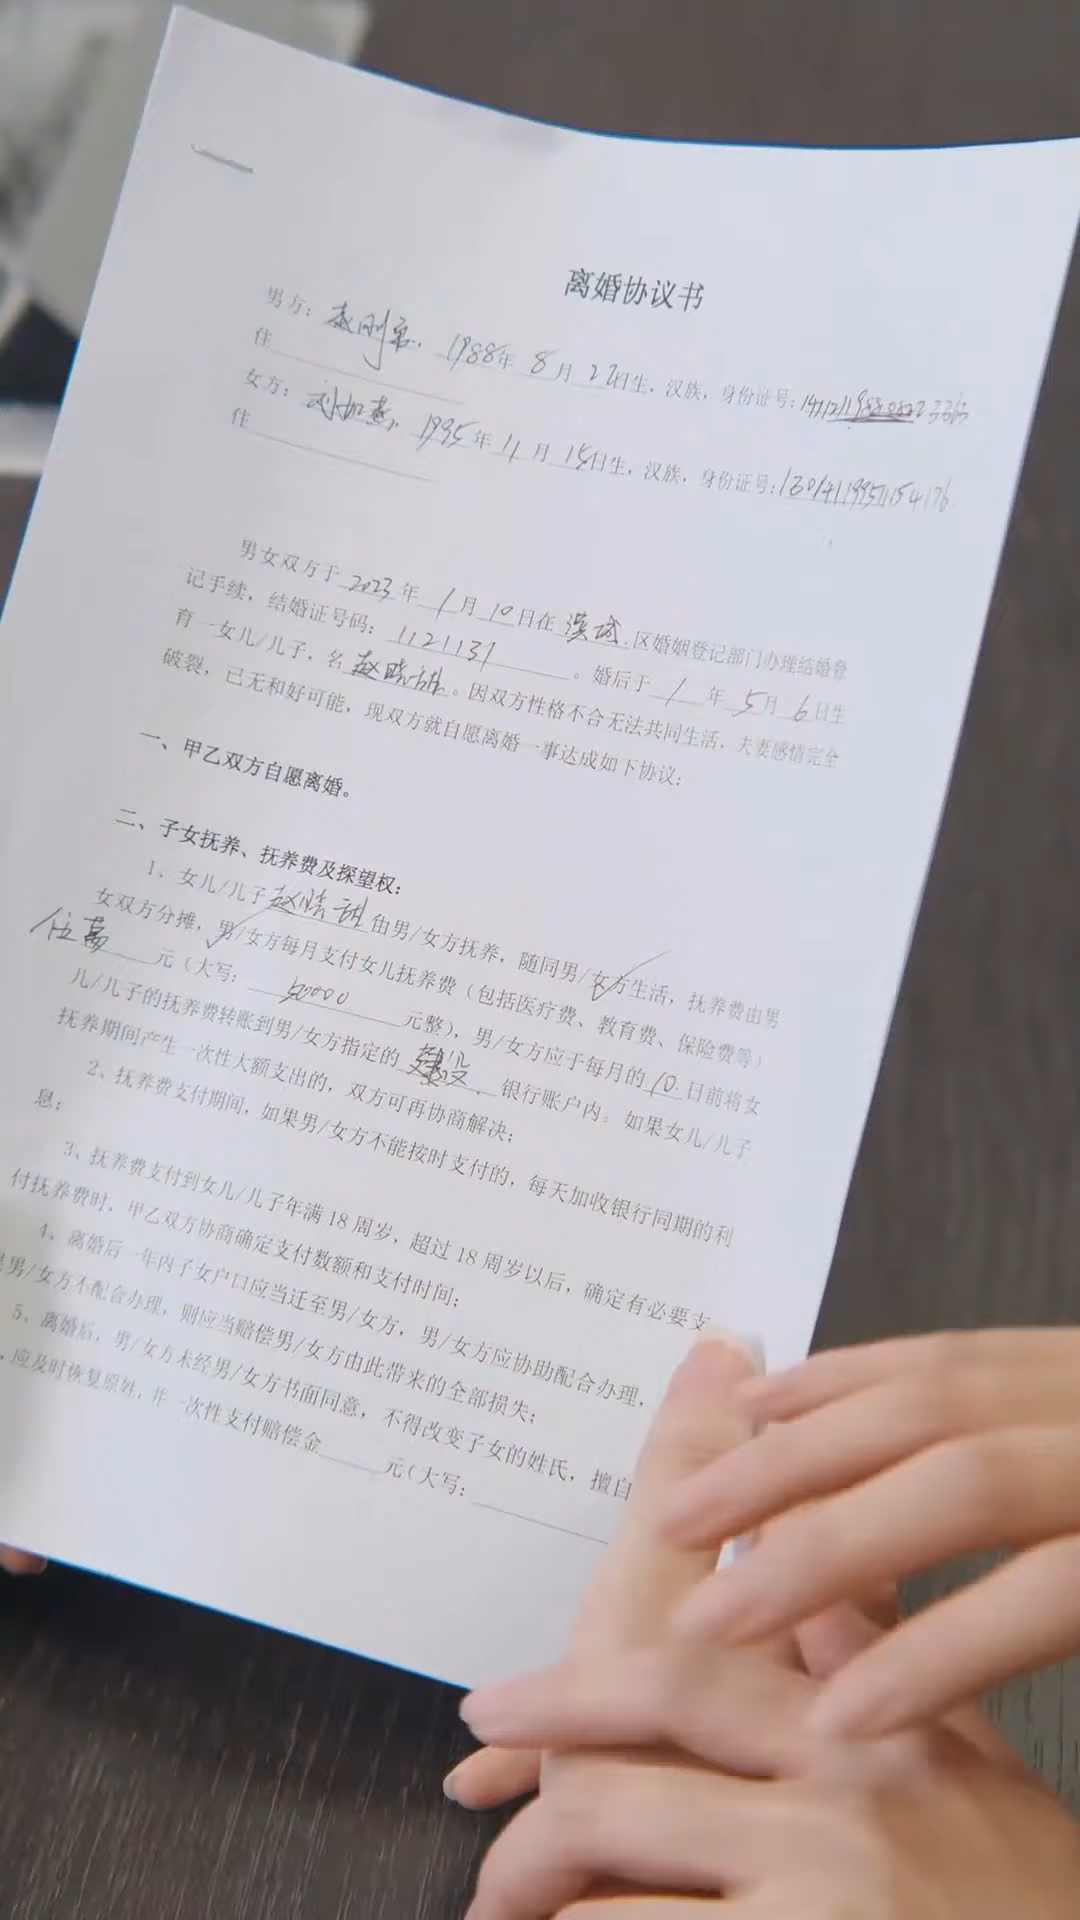 离婚协议书
男方：赵刚 1988年 8月 22日生，汉族，身份证号：
住
女方：刘如燕，1995年 11月 15日生，汉族，身份证号：
住
男女双方于 2023 年 1 月 10 日在 滨城 区婚姻登记部门办理结婚登
记手续，结婚证号码：1121131。婚后于 1 年 5 月 6 日生
育一女儿/儿子，名 赵晓甜。因双方性格不合无法共同生活，夫妻感情完全
破裂，已无和好可能，现双方就自愿离婚一事达成如下协议：
一、甲乙双方自愿离婚。
二、子女抚养、抚养费及探望权：
1、女儿/儿子 赵晓甜 由男/女方抚养，随同男/女方生活，抚养费由男
女双方分摊，男/女方每月支付女儿抚养费（包括医疗费、教育费、保险费等）
伍萬 元（大写：50000 元整），男/女方应于每月的 10 日前将女
儿/儿子的抚养费转账到男/女方指定的 建设，银行账户内。如果女儿/儿子
抚养期间产生一次性大额支出的，双方可再协商解决；
2、抚养费支付期间，如果男/女方不能按时支付的，每天加收银行同期的利
息；
3、抚养费支付到女儿/儿子年满 18 周岁，超过 18 周岁以后，确定有必要支
付抚养费时，甲乙双方协商确定支付数额和支付时间；
4、离婚后一年内子女户口应当迁至男/女方，男/女方应协助配合办理，
男/女方不配合办理，则应当赔偿男/女方由此带来的全部损失；
5、离婚后，男/女方未经男/女方书面同意，不得改变子女的姓氏，擅自
，应及时恢复原姓，并一次性支付赔偿金 元（大写：